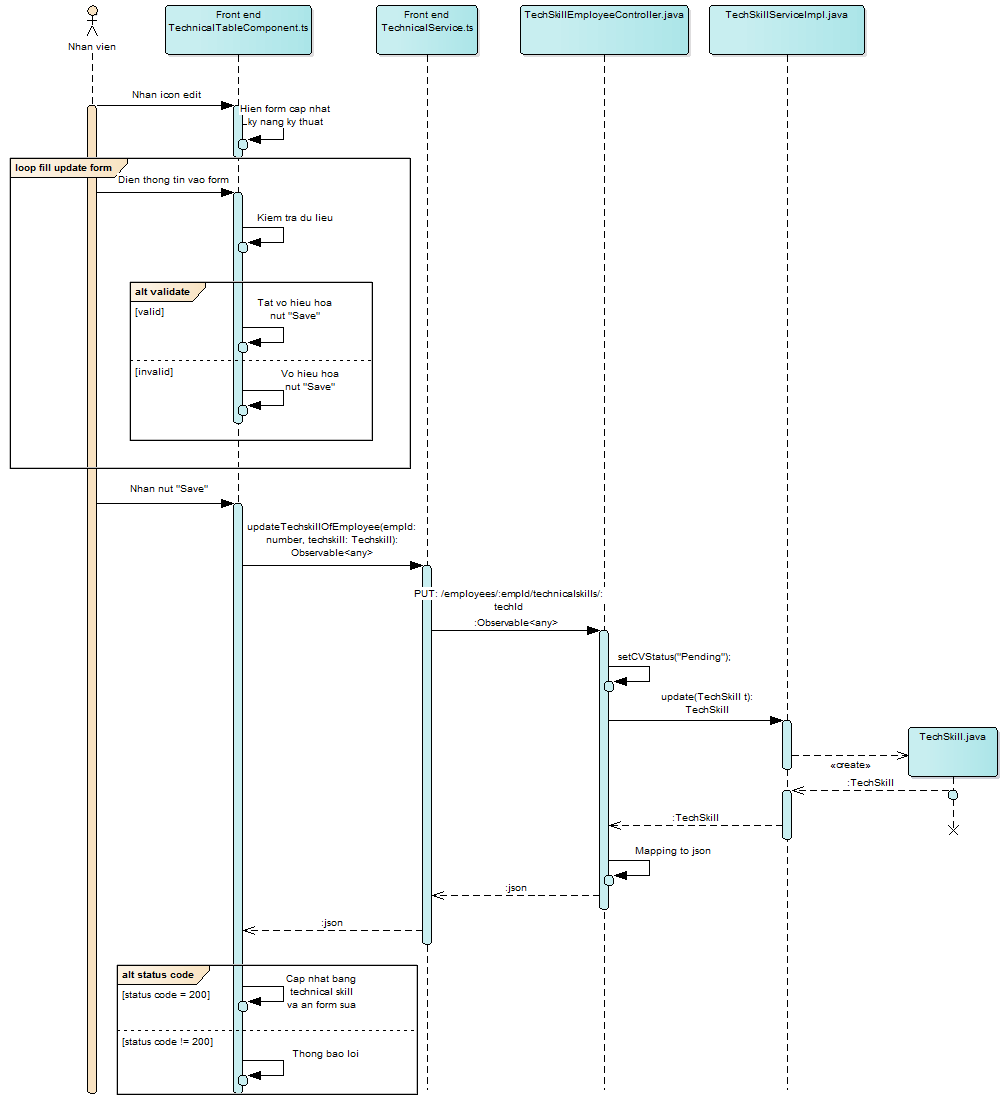 Front end
TechnicalTableComponent.ts
Front end
TechnicalService.ts
TechSkillEmployeeController.java
TechSkillServiceImpl.java
Nhan vien
Nhan icon edit
Hien form cap nhat
ky nang ky thuat
loop fill update form
Dien thong tin vao form
Kiem tra du lieu
alt validate
[valid]
Tat vo hieu hoa
nut "Save"
[invalid]
Vo hieu hoa
nut "Save"
Nhan nut "Save"
updateTechskillOfEmployee(empId:
number, techskill: Techskill):
Observable<any>
PUT: /employees/:empId/technicalskills/:
techId
:Observable<any>
setCVStatus("Pending");
update(TechSkill t):
TechSkill
TechSkill.java
«create»
:TechSkill
:TechSkill
Mapping to json
:json
:json
alt status code
[status code = 200]
Cap nhat bang
technical skill
va an form sua
[status code != 200]
Thong bao loi